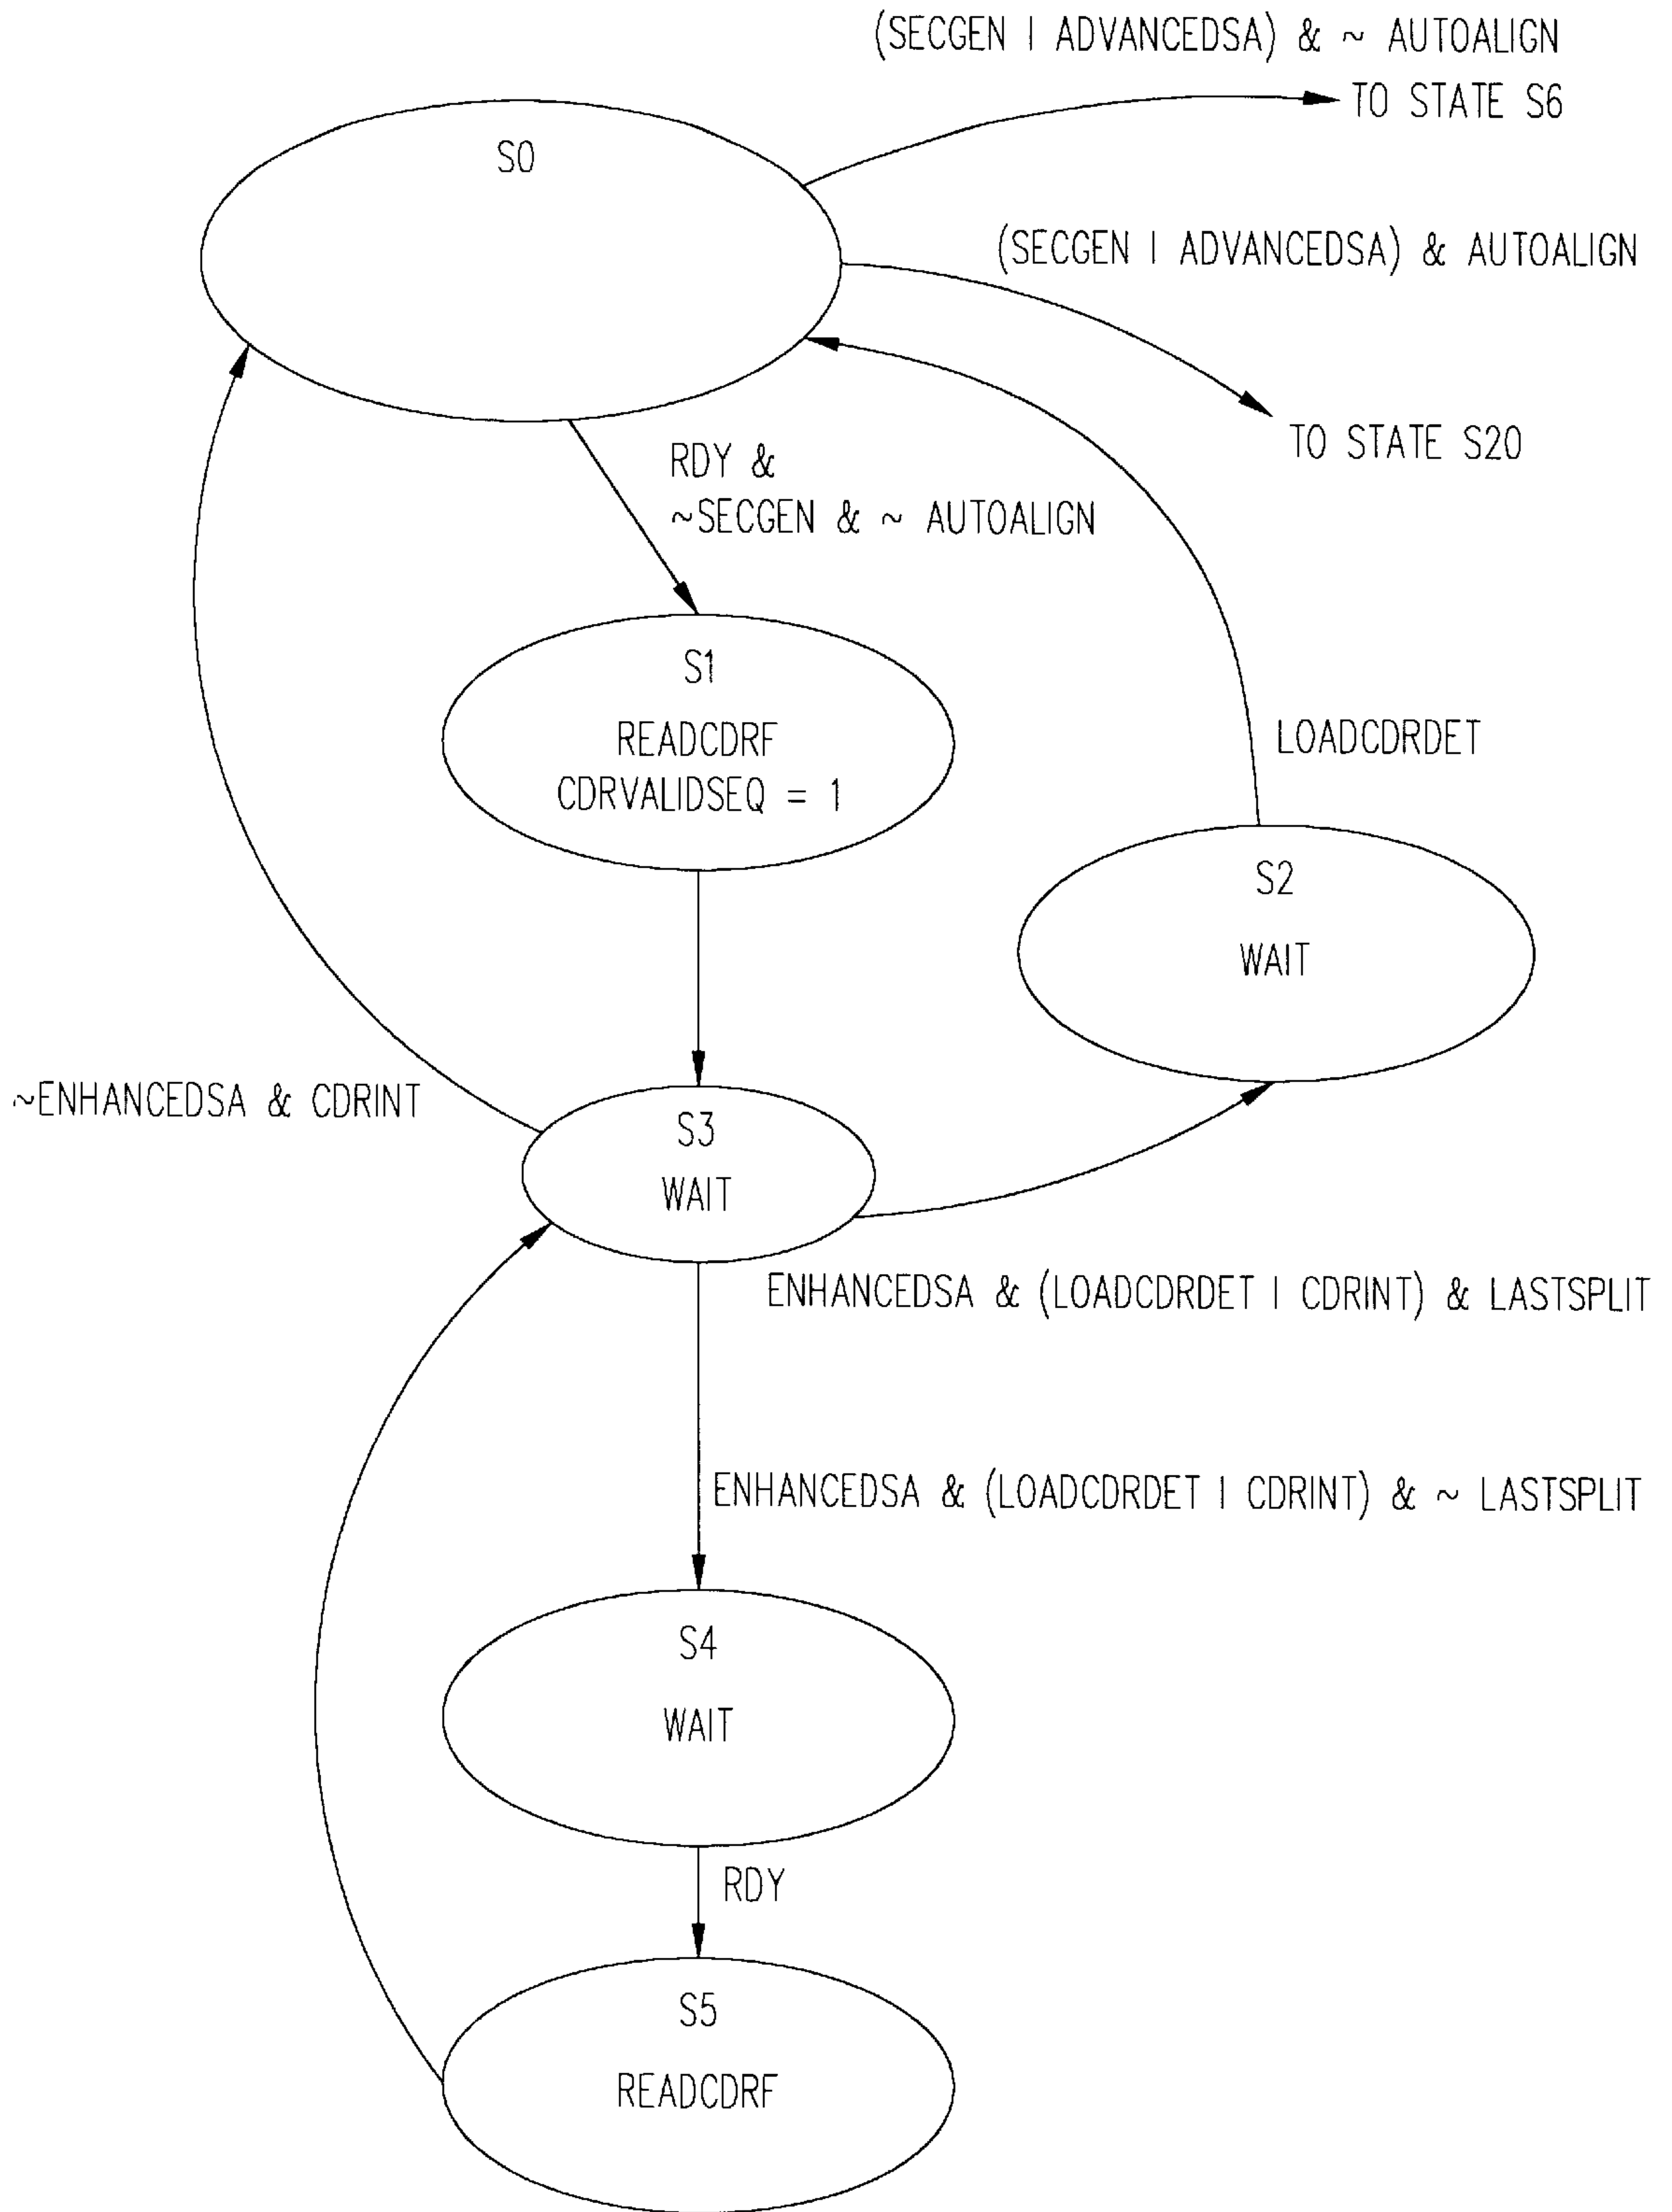 (SECGEN | ADVANCEDSA) & ~ AUTOALIGN
TO STATE S6
S0
(SECGEN | ADVANCEDSA) & AUTOALIGN
TO STATE S20
RDY &
~SECGEN & ~ AUTOALIGN
S1
READCDRF
CDRVALIDSEQ = 1
LOADCDRDET
S2
WAIT
~ENHANCEDSA & CDRINT
S3
WAIT
ENHANCEDSA & (LOADCDRDET | CDRINT) & LASTSPLIT
ENHANCEDSA & (LOADCDRDET | CDRINT) & ~ LASTSPLIT
S4
WAIT
RDY
S5
READCDRF